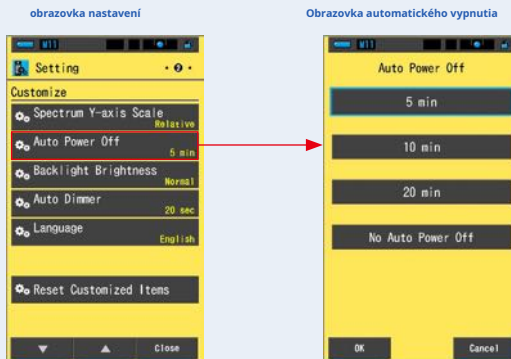 obrazovka nastavení
Obrazovka automatického vypnutia
M11
Setting
Customize
Spectrum Y-axis Scale
Relative
Auto Power Off
5 min
Backlight Brightness
Normal
Auto Dimmer
20 sec
Language
English
Reset Customized Items
Close
M11
Auto Power Off
5 min
10 min
20 min
No Auto Power Off
OK
Cancel